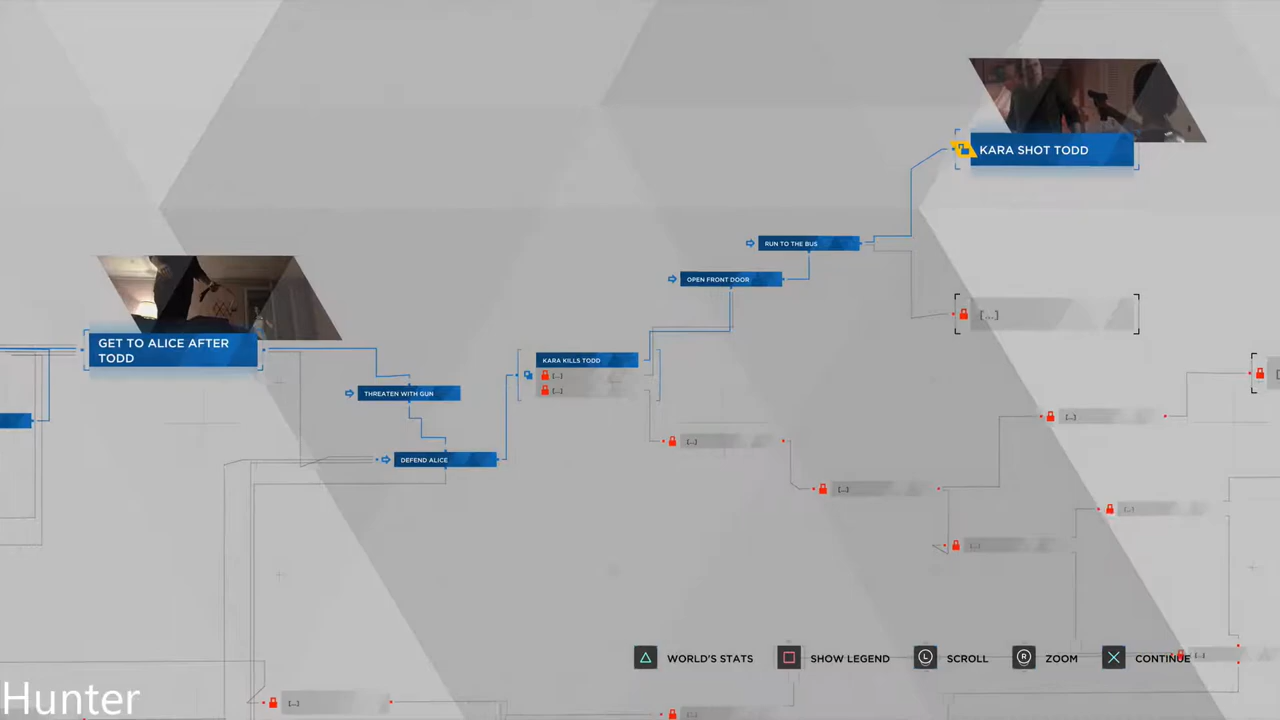 KARA SHOT TODD
RUN TO THE BUS
OPEN FRONT DOOR
[...]
GET TO ALICE AFTER
TODD
KARA KILLS TODD
[...]
[...]
THREATEN WITH GUN
[...]
[...]
DEFEND ALICE
[...]
[...]
[...]
WORLD'S STATS
SHOW LEGEND
L
SCROLL
R
ZOOM
CONTINUE
[...]
Hunter
[...]
[...]